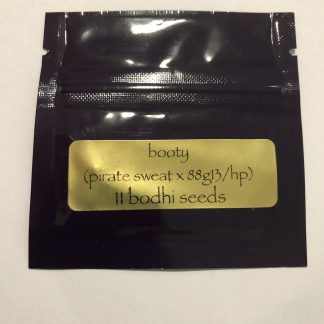 booty
(pirate sweat x 88g13/hp)
11 bodhi seeds